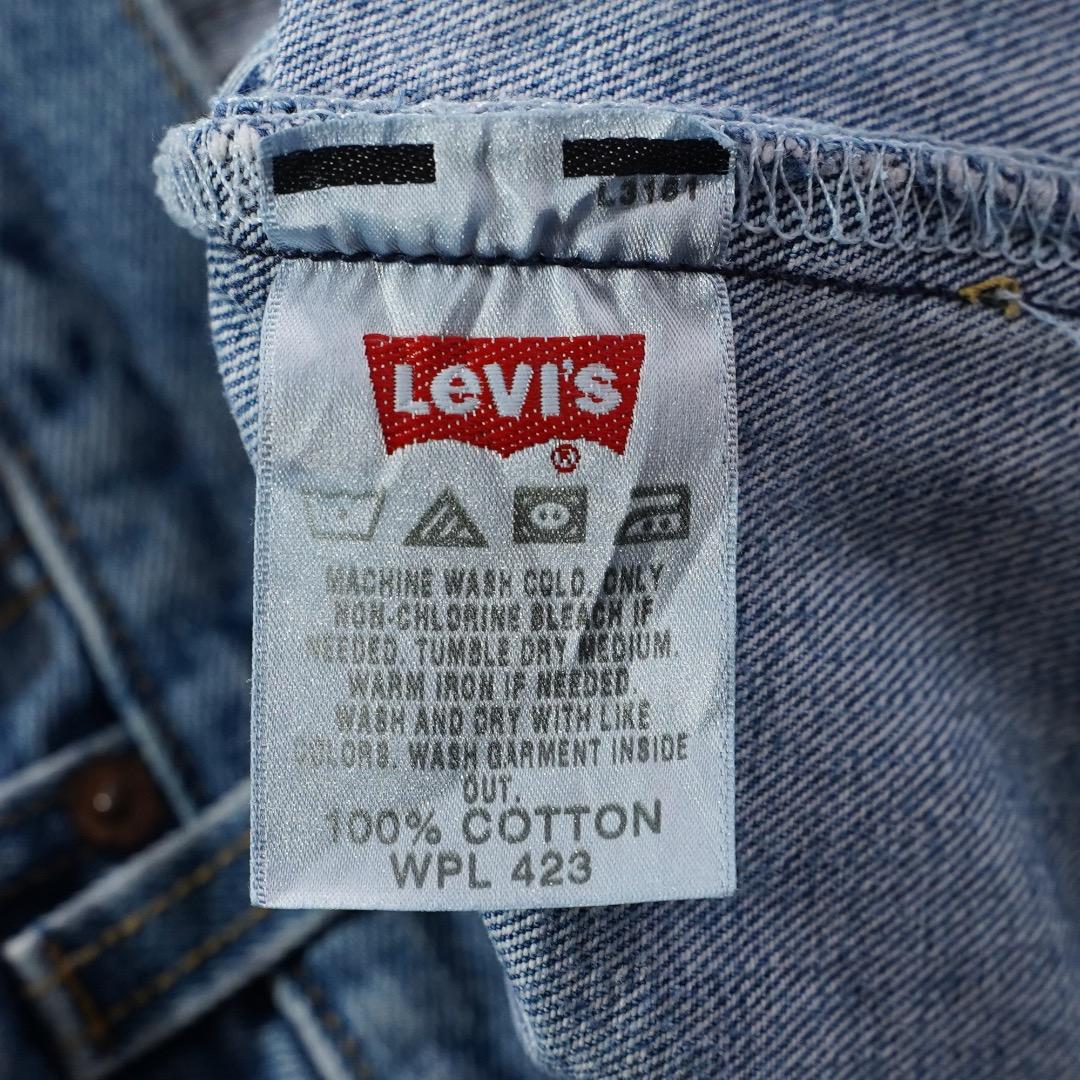 L3181
LEVI'S
®
MACHINE WASH COLD. ONLY
NON-CHLORINE BLEACH IF
NEEDED. TUMBLE DRY MEDIUM.
WARM IRON IF NEEDED.
WASH AND DRY WITH LIKE
COLORS. WASH GARMENT INSIDE
OUT.
100% COTTON
WPL 423